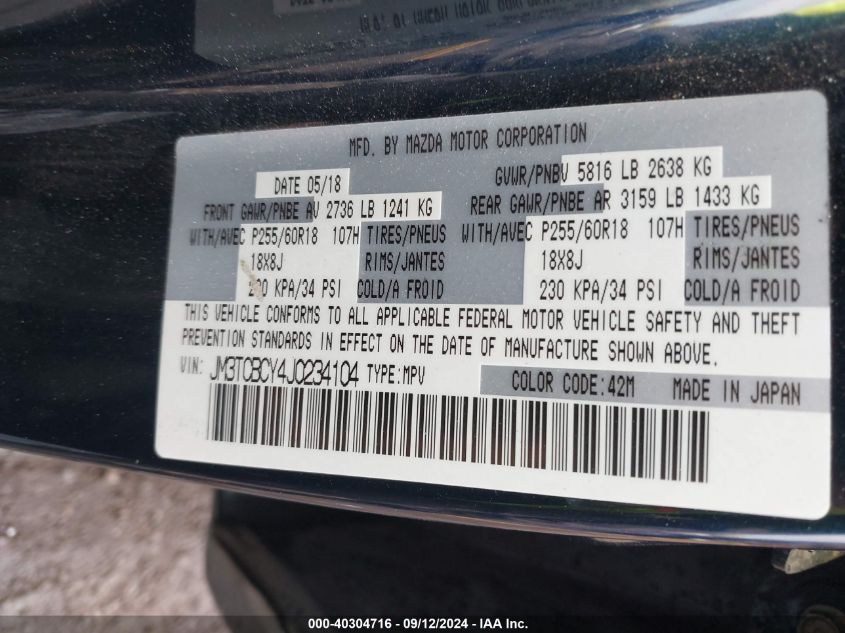 MFD. BY MAZDA MOTOR CORPORATION
DATE 05/18 GVWR/PNBV 5816 LB 2638 KG
FRONT GAWR/PNBE AV 2736 LB 1241 KG REAR GAWR/PNBE AR 3159 LB 1433 KG
WITH/AVEC P255/60R18 107H TIRES/PNEUS WITH/AVEC P255/60R18 107H TIRES/PNEUS
18X8J RIMS/JANTES 18X8J RIMS/JANTES
230 KPA/34 PSI COLD/A FROID 230 KPA/34 PSI COLD/A FROID
THIS VEHICLE CONFORMS TO ALL APPLICABLE FEDERAL MOTOR VEHICLE SAFETY AND THEFT
PREVENTION STANDARDS IN EFFECT ON THE DATE OF MANUFACTURE SHOWN ABOVE.
VIN: JM3TCBCY4J0234104 TYPE:MPV COLOR CODE:42M MADE IN JAPAN
000-40304716 - 09/12/2024 - IAA Inc.